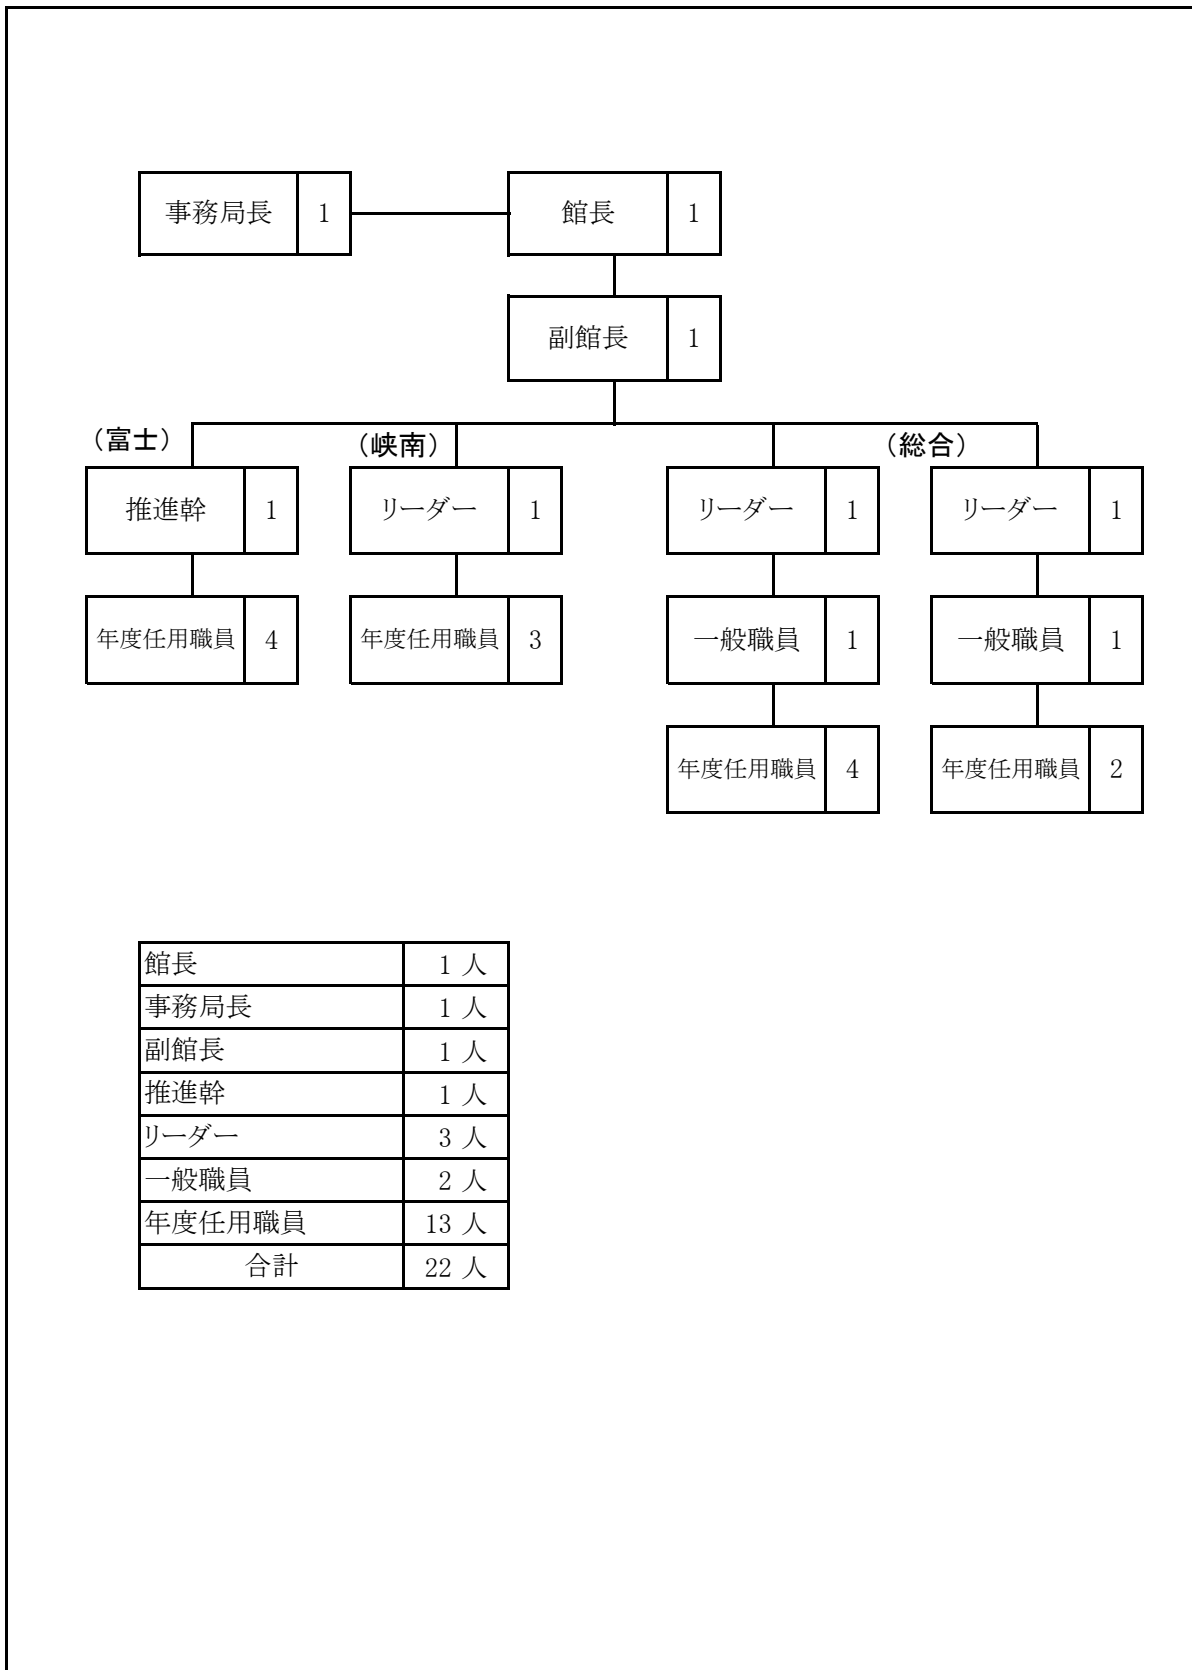 事務局長 1 館長 1
副館長 1
（富士） （峡南） （総合）
推進幹 1 リーダー 1 リーダー 1 リーダー 1
年度任用職員 4 年度任用職員 3 一般職員 1 一般職員 1
年度任用職員 4 年度任用職員 2
館長 1 人
事務局長 1 人
副館長 1 人
推進幹 1 人
リーダー 3 人
一般職員 2 人
年度任用職員 13 人
合計 22 人